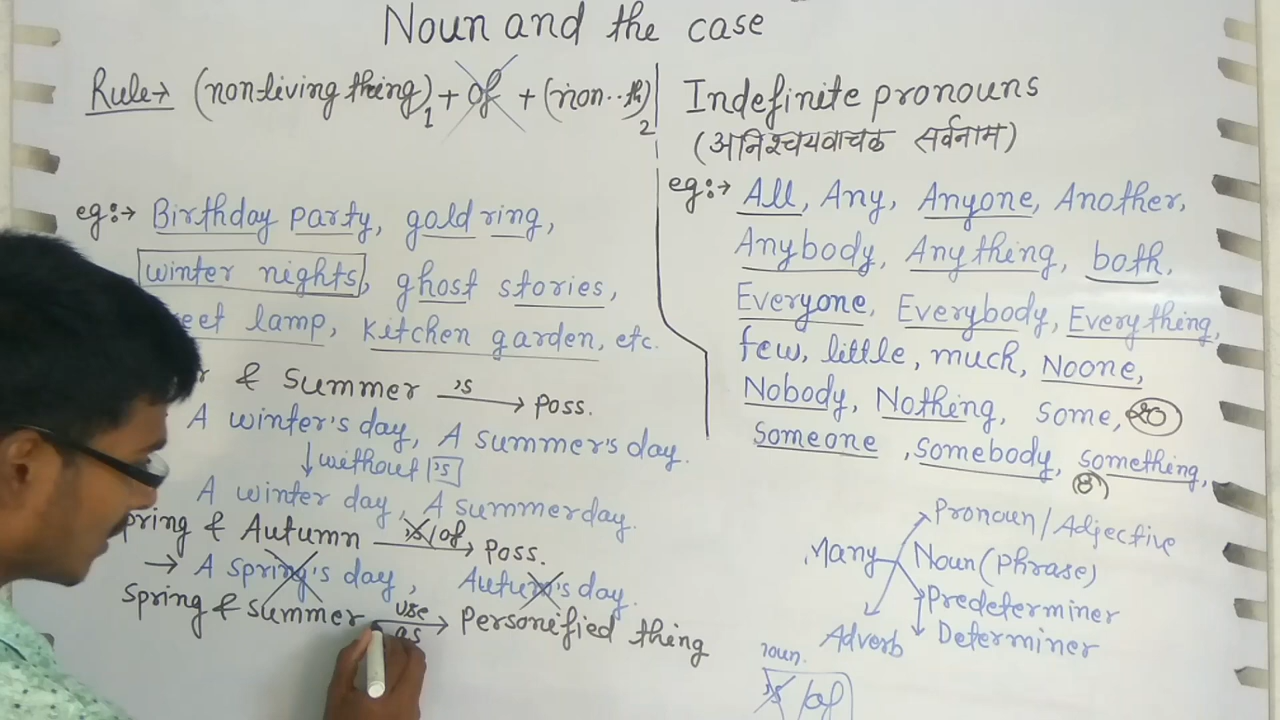 Noun and the case
Rule→ (non-living thing)1 + of + (non..th)2
eg:→ Birthday party, gold ring,
winter nights, ghost stories,
eet lamp, Kitchen garden, etc.
r & Summer 's → Poss.
A winter's day, A summer's day.
↓ without 's
A winter day, A summer day.
pring & Autumn 's/of → Poss.
→ A spring's day, Autumn's day.
Spring & Summer use as → Personified thing
Indefinite pronouns
(अनिश्चयवाचक सर्वनाम)
eg:→ All, Any, Anyone, Another,
Anybody, Anything, both,
Everyone, Everybody, Everything,
few, little, much, Noone,
Nobody, Nothing, some, 20
someone, somebody, something,
8
Pronoun/Adjective
Many Noun (Phrase)
Predeterminer
Adverb Determiner
noun.
's/of